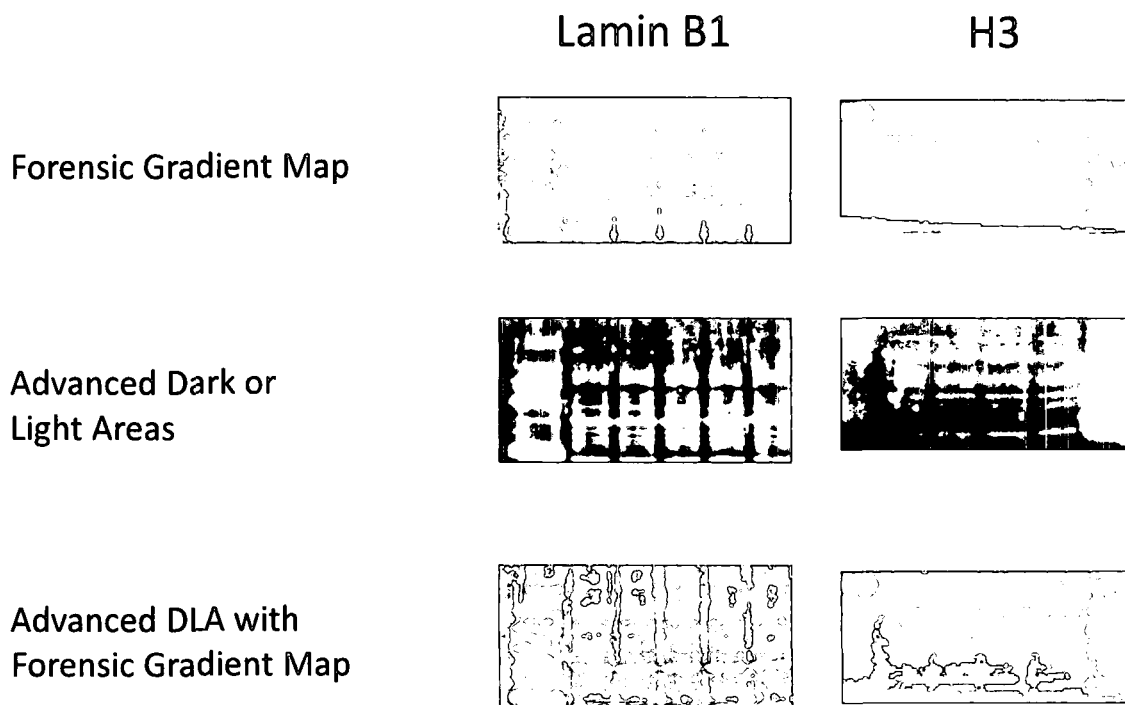 Lamin B1
H3
Forensic Gradient Map
Advanced Dark or
Light Areas
Advanced DLA with
Forensic Gradient Map